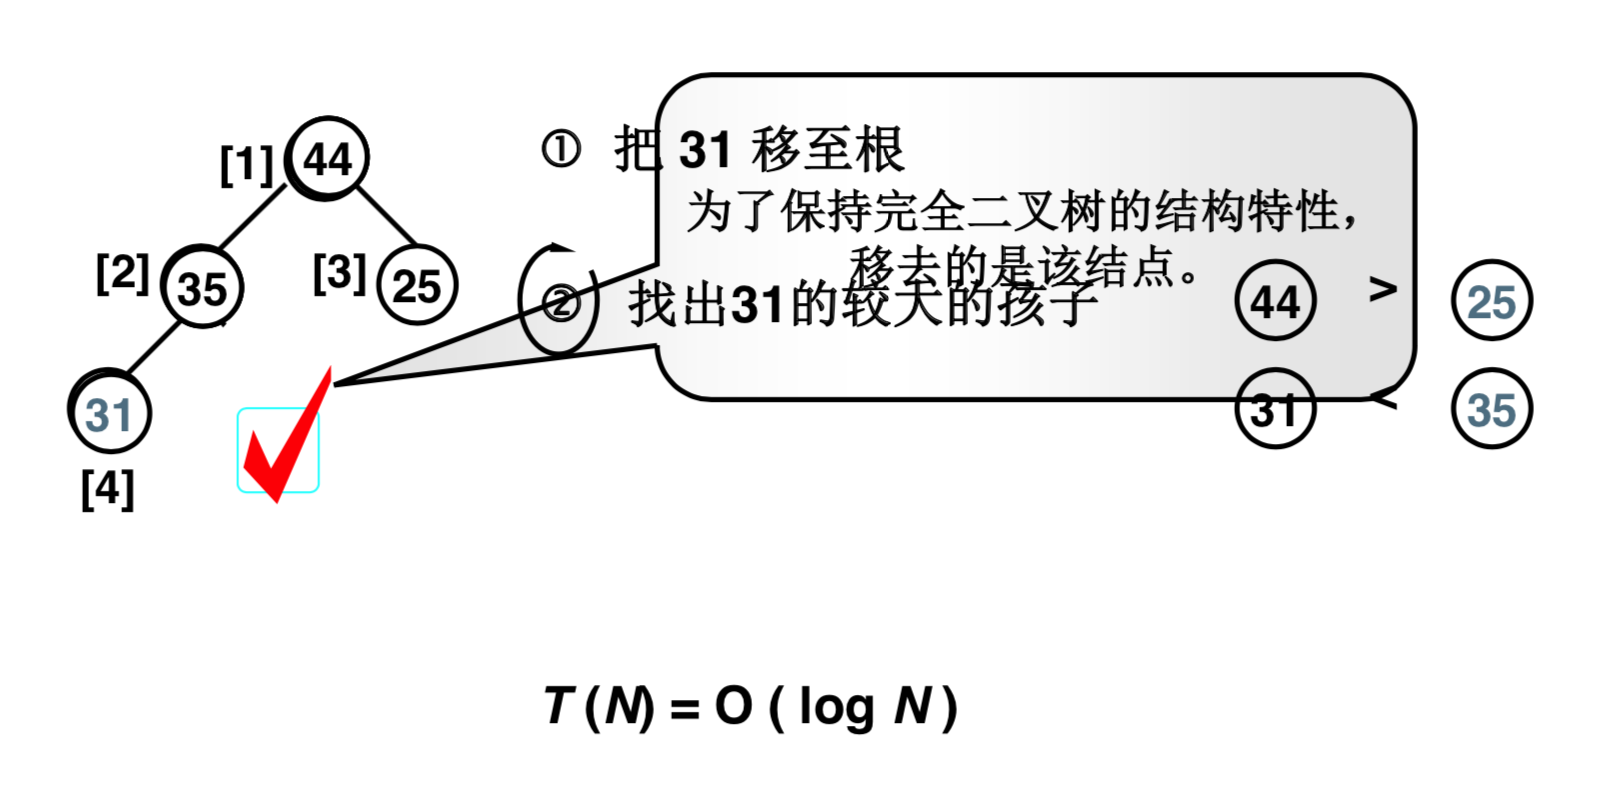 [1] 44
① 把 31 移至根
为了保持完全二叉树的结构特性，
移去的是该结点。
[2] 35 [3] 25
② 找出31的较大的孩子
44 > 25
31 < 35
31
[4]
T (N) = O ( log N )